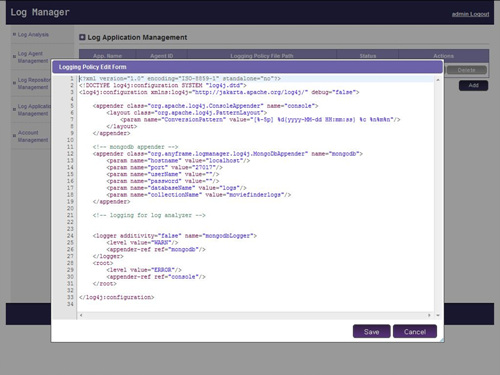 Log Manager
admin Logout
Log Analysis
Log Agent
Management
Log Application Management
App. Name Agent ID Logging Policy File Path Status Actions
Logging Policy Edit Form
Log Repository
Management
Log Application
Management
Account
Management
Delete
Add
1 <?xml version="1.0" encoding="ISO-8859-1" standalone="no"?>
2 <!DOCTYPE log4j:configuration SYSTEM "log4j.dtd">
3 <log4j:configuration xmlns:log4j="http://jakarta.apache.org/log4j/" debug="false">
4
5 <appender class="org.apache.log4j.ConsoleAppender" name="console">
6 <layout class="org.apache.log4j.PatternLayout">
7 <param name="ConversionPattern" value="[%-5p] %d{yyyy-MM-dd HH:mm:ss} %c %n%m%n"/>
8 </layout>
9 </appender>
10
11 <!-- mongodb appender -->
12 <appender class="org.anyframe.logmanager.log4j.MongoDbAppender" name="mongodb">
13 <param name="hostname" value="localhost"/>
14 <param name="port" value="27017"/>
15 <param name="userName" value=""/>
16 <param name="password" value=""/>
17 <param name="databaseName" value="logs"/>
18 <param name="collectionName" value="moviefinderlogs"/>
19 </appender>
20
21 <!-- logging for log analyzer -->
22
23
24 <logger additivity="false" name="mongodbLogger">
25 <level value="WARN"/>
26 <appender-ref ref="mongodb"/>
27 </logger>
28 <root>
29 <level value="ERROR"/>
30 <appender-ref ref="console"/>
31 </root>
32
33 </log4j:configuration>
34
Save Cancel